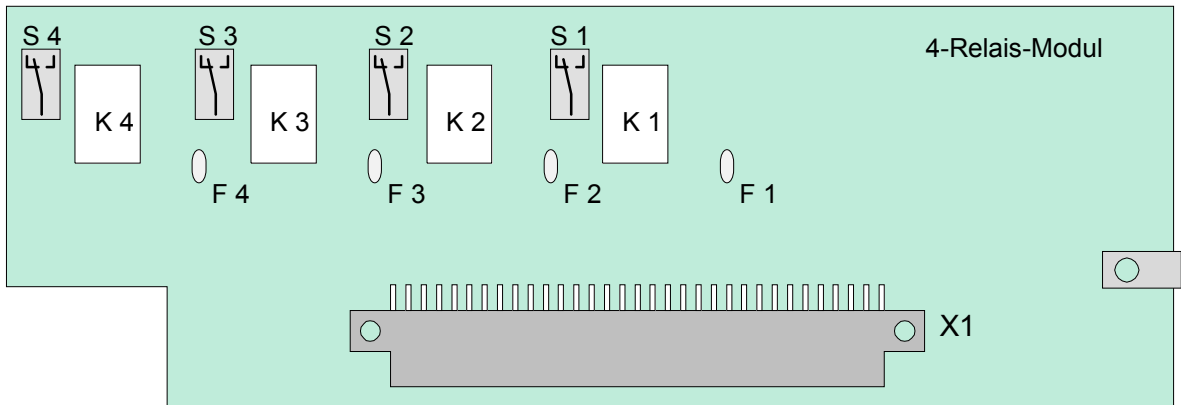 S 4
S 3
S 2
S 1
4-Relais-Modul
K 4
K 3
K 2
K 1
F 4
F 3
F 2
F 1
X1